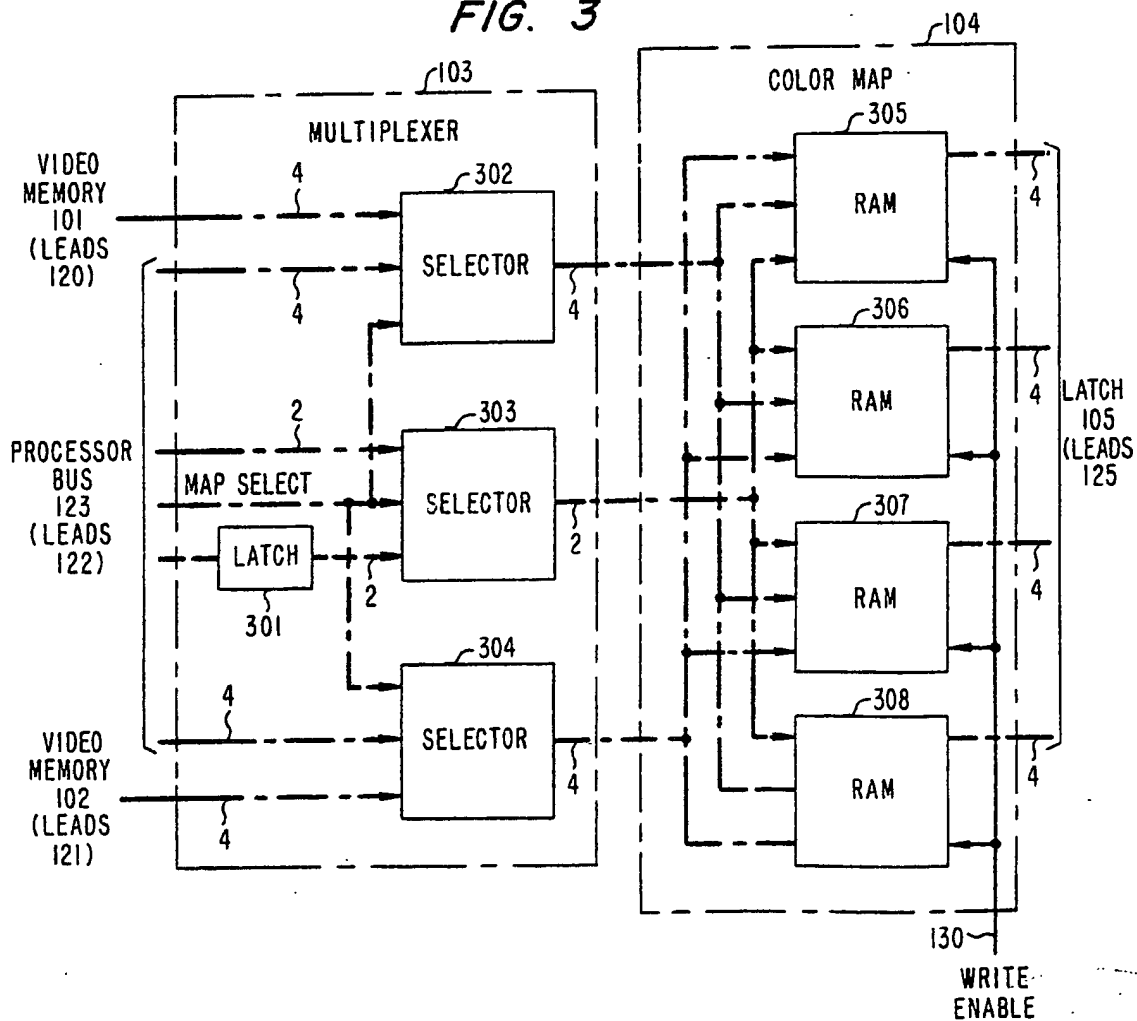 FIG. 3
104
103
COLOR MAP
MULTIPLEXER
305
VIDEO
MEMORY
101
(LEADS
120)
4
302
4
RAM
SELECTOR
4
4
306
4
RAM
LATCH
105
(LEADS
125
PROCESSOR
BUS
123
(LEADS
122)
2
303
MAP SELECT
SELECTOR
2
LATCH
2
301
307
4
RAM
304
4
308
SELECTOR
4
4
RAM
VIDEO
MEMORY
102
(LEADS
121)
4
130
WRITE
ENABLE